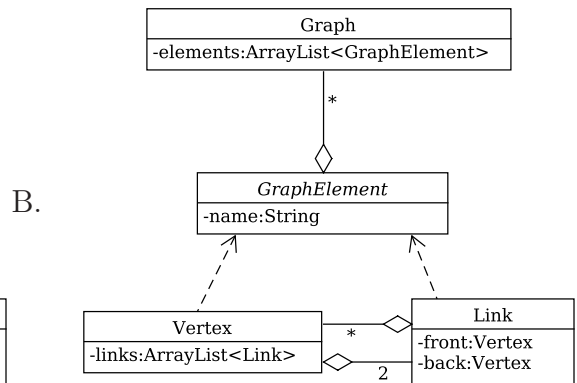 Graph
-elements:ArrayList<GraphElement>
*
B.
GraphElement
-name:String
Vertex
-links:ArrayList<Link>
*
2
Link
-front:Vertex
-back:Vertex